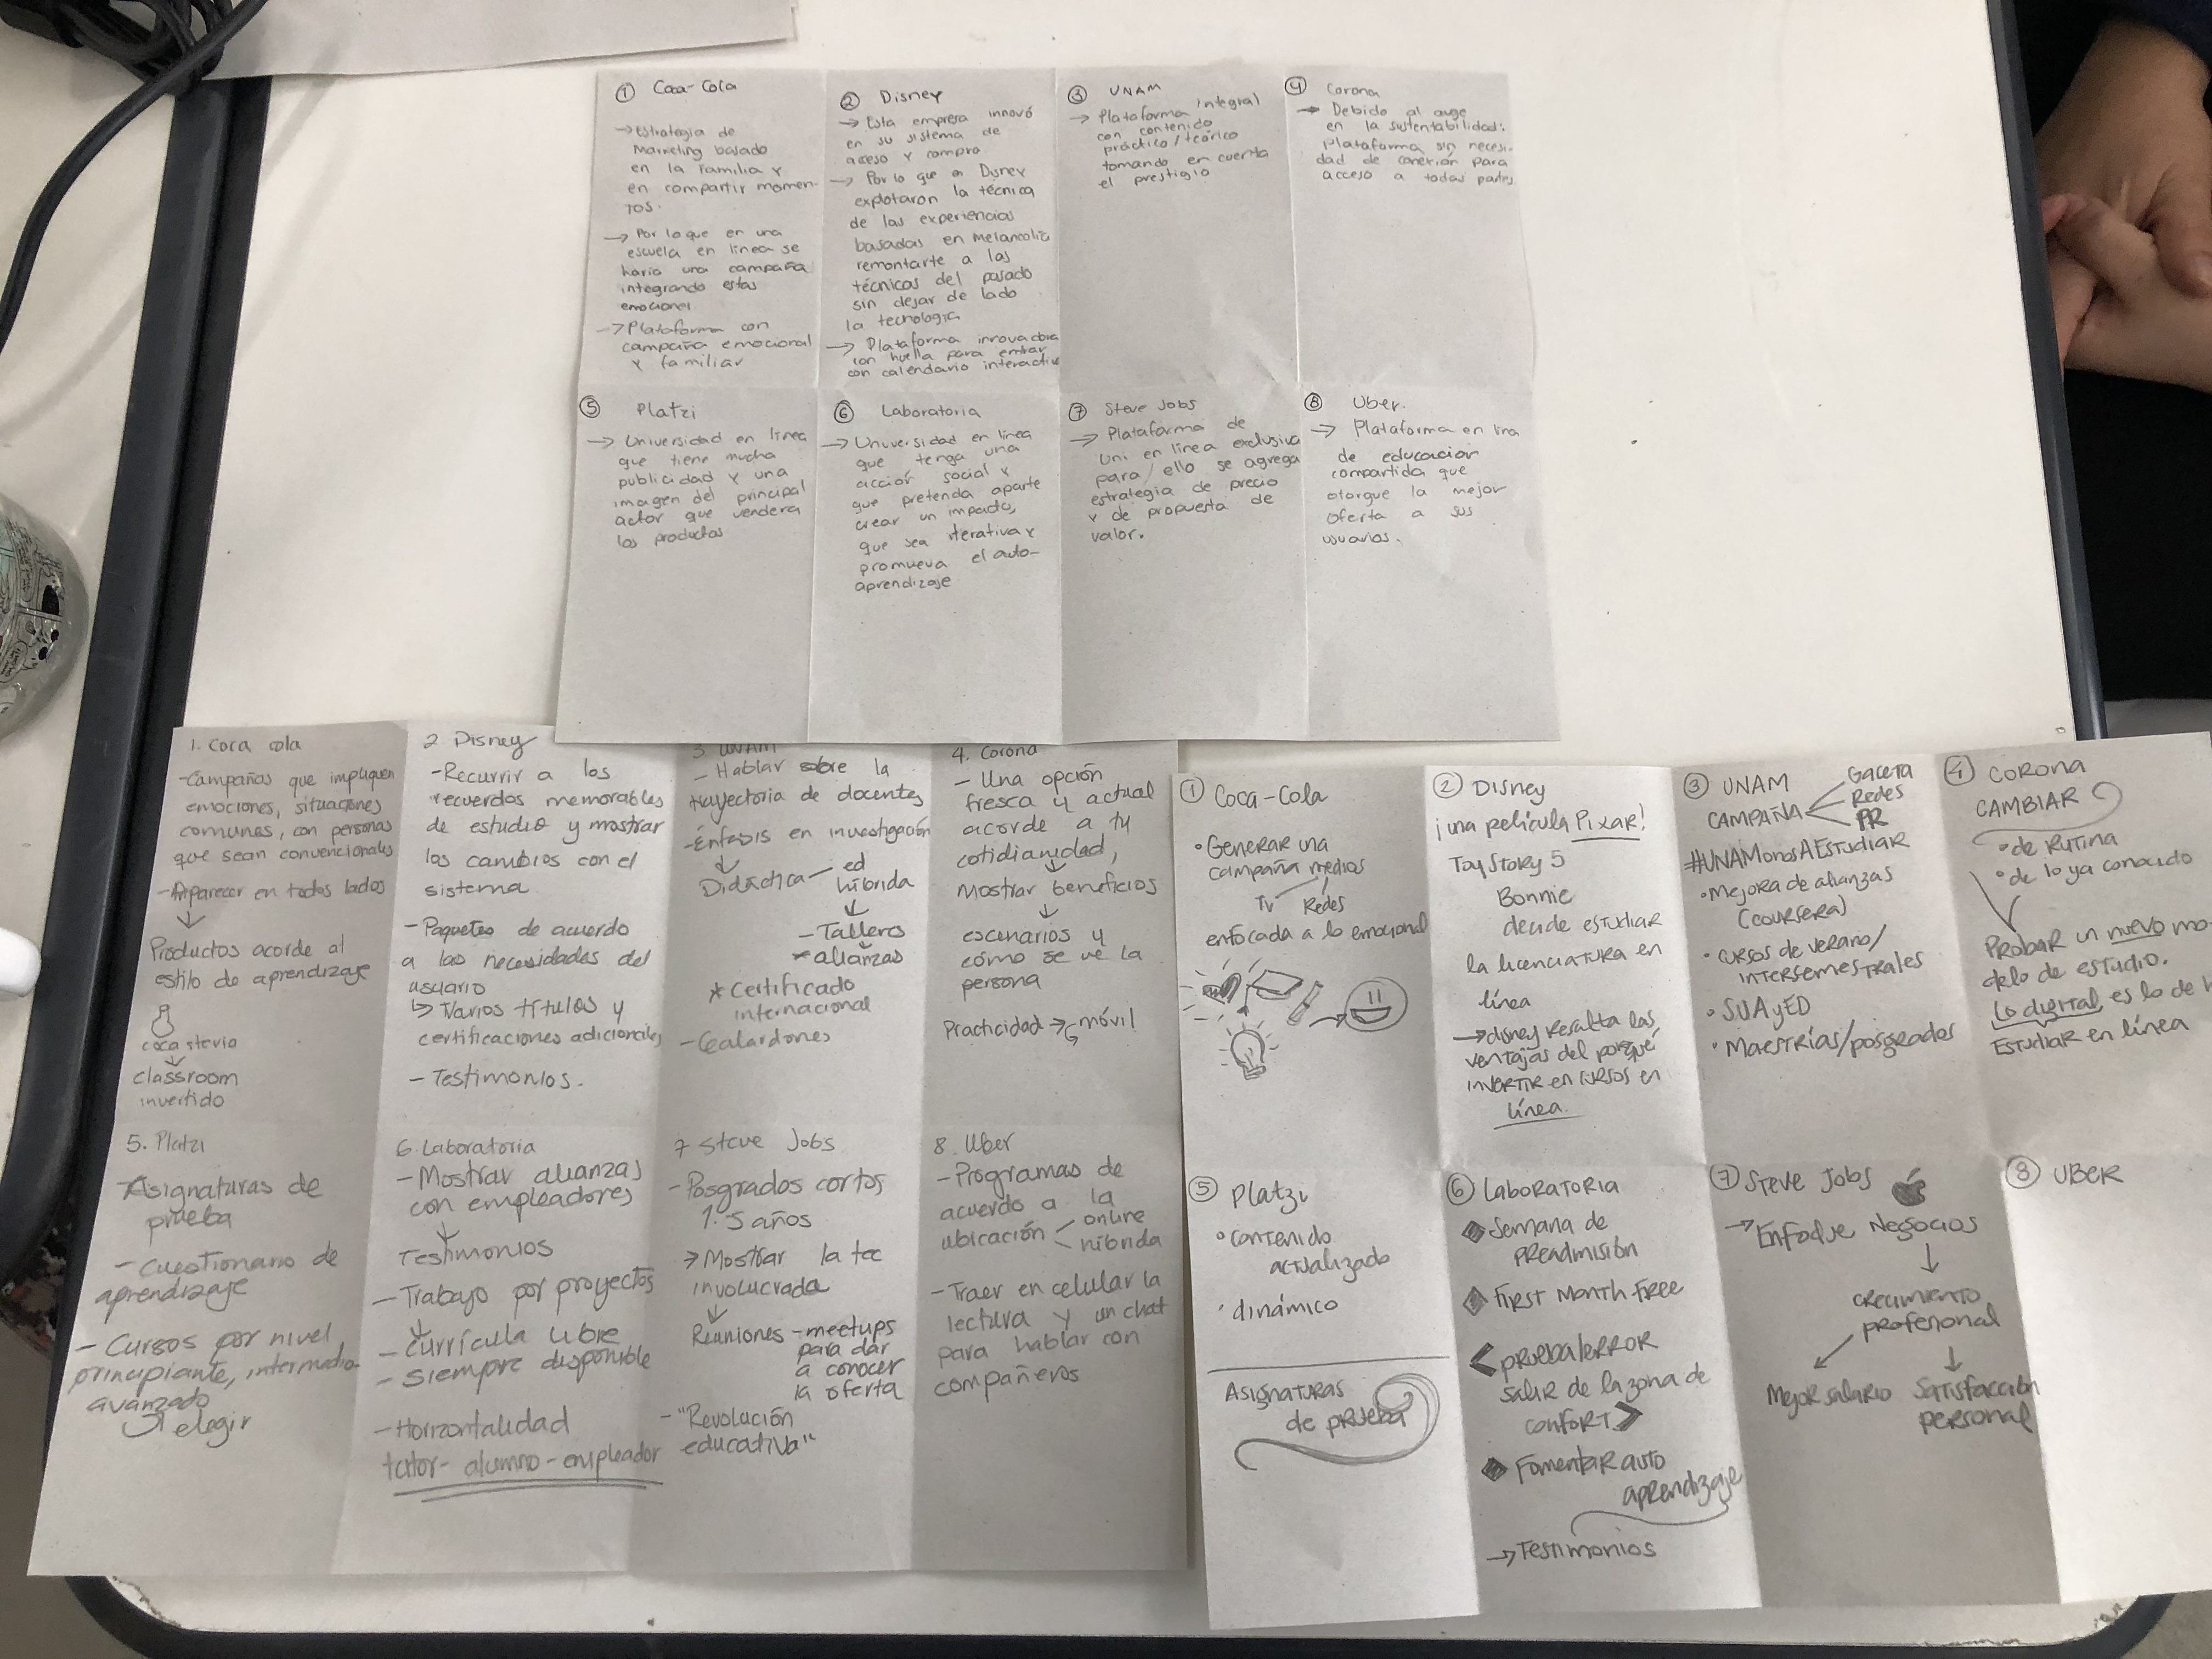 ① Coca-Cola
→ Estrategia de
Marketing basado
en la Familia y
en compartir momen-
tos.
→ Por lo que en una
escuela en línea se
haria una campaña
integrando estas
emociones
→ Plataforma con
campaña emocional
y familiar
② Disney
→ Esta empresa innovó
en su sistema de
acceso y compra
→ Por lo que en Disney
explotaron la técnica
de las experiencias
basadas en melancolía
remontarte a las
técnicas del pasado
sin dejar de lado
la tecnología
→ Plataforma innovadora
con huella para entrar
con calendario interactivo
③ UNAM
→ Plataforma integral
con contenido
práctico/teórico
tomando en cuenta
el prestigio
④ Corona
→ Debido al auge
en la sustentabilidad:
plataforma sin necesi-
dad de conexión para
acceso a todas partes
⑤ Platzi
→ Universidad en línea
que tiene mucha
publicidad y una
imagen del principal
actor que vendera
los productos
⑥ Laboratoria
→ Universidad en línea
que tenga una
acción social y
que pretenda aparte
crear un impacto,
que sea iterativa y
promueva el auto-
aprendizaje
⑦ Steve Jobs
→ Plataforma de
Uni en línea exclusiva
para/ello se agrega
estrategia de precio
y de propuesta de
valor.
⑧ Uber.
→ Plataforma en lina
de educación
compartida que
otorgue la mejor
oferta a sus
usuarios.
1. Coca cola
- Campañas que impliquen
emociones, situaciones
comunes, con personas
que sean convencionales
- Aparecer en todos lados
↓
Productos acorde al
estilo de aprendizaje
coca stevia
↓
classroom
invertido
2 Disney
- Recurrir a los
recuerdos memorables
de estudio y mostrar
los cambios con el
sistema
- Paquetes de acuerdo
a las necesidades del
usuario
↳ Varios títulos y
certificaciones adicionales
- Testimonios.
3. UNAM
- Hablar sobre la
trayectoria de docentes
- Énfasis en investigación
↓
Didáctica - ed
híbrida
↓
- Talleres
- alianzas
* Certificado
internacional
- Galardones
4. Corona
- Una opción
fresca y actual
acorde a tu
cotidianidad,
↓
Mostrar beneficios
↓
escenarios y
cómo se ve la
persona
Practicidad → móvil
5. Platzi
- Asignaturas de
prueba
- Cuestionario de
aprendizaje
- Cursos por nivel,
principiante, intermedio
avanzado
elegir
6. Laboratoria
- Mostrar alianzas
con empleadores
↓
Testimonios
- Trabajo por proyectos
↓
- Currícula libre
- siempre disponible
- Horizontalidad
tutor - alumno - empleador
7 Steve Jobs
- Posgrados cortos
1.5 años
→ Mostrar la tec
involucrada
↓
Reuniones - meetups
para dar
a conocer
la oferta
- "Revolución
educativa"
8. Uber
- Programas de
acuerdo a la
ubicación < online
híbrida
- Traer en celular la
lectura y un chat
para hablar con
compañeros
① Coca-Cola
• Generar una
campaña medios
TV Redes
enfocada a lo emocional
② Disney
¡una película Pixar!
Toy Story 5
Bonnie
decide estudiar
la licenciatura en
línea
→ disney resalta las
ventajas del porqué
invertir en cursos en
línea.
③ UNAM
CAMPAÑA
Gaceta
Redes
PR
#UNAMonosAEstudiar
• Mejora de alianzas
(coursera)
• cursos de verano/
intersemestrales
• SUAyED
• Maestrías/posgrados
④ CORONA
CAMBIAR
• de rutina
• de lo ya conocido
Probar un nuevo mo-
delo de estudio.
Lo digital, es lo de
Estudiar en línea
⑤ Platzi
• contenido
actualizado
• dinámico
Asignaturas
de prueba
⑥ Laboratoria
◆ Semana de
preadmisión
◆ First Month Free
< prueba/error
salir de la zona de
confort >
◆ Fomentar auto
aprendizaje
→ Testimonios
⑦ Steve Jobs
→ Enfoque Negocios
↓
crecimiento
profesional
Mejor salario Satisfacción
personal
⑧ UBER